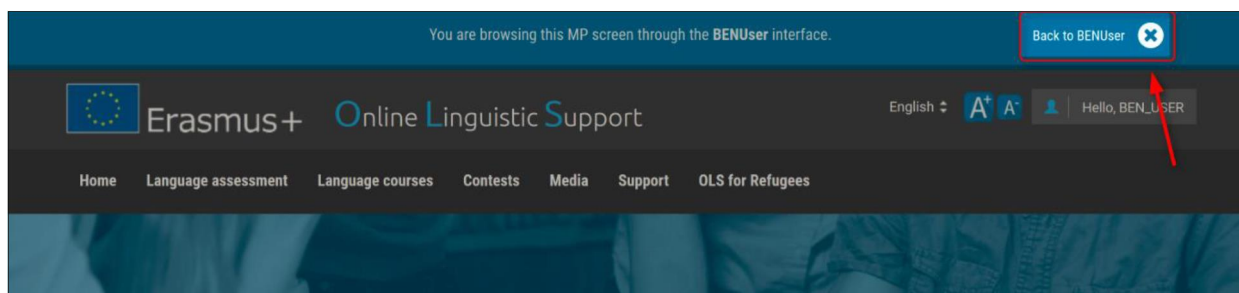 You are browsing this MP screen through the BENUser interface.
Back to BENUser
Erasmus+
Online Linguistic Support
English
A+ A-
Hello, BEN_USER
Home Language assessment Language courses Contests Media Support OLS for Refugees